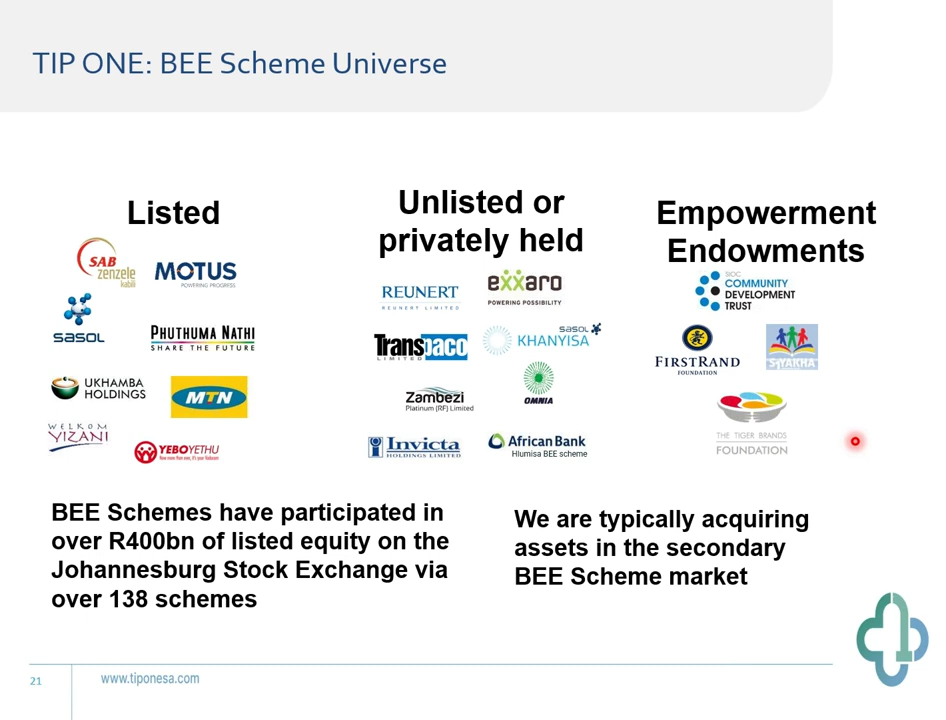 TIP ONE: BEE Scheme Universe
Listed
SAB
zenzele
kabili
MOTUS
POWERING PROGRESS
sasol
PHUTHUMA NATHI
SHARE THE FUTURE
UKHAMBA
HOLDINGS
MTN
WELKOM
YIZANI
YEBOYETHU
Unlisted or
privately held
REUNERT
REUNERT LIMITED
exxaro
POWERING POSSIBILITY
Transpaco
LIMITED
sasol
KHANYISA
Zambezi
Platinum (RF) Limited
OMNIA
Invicta
HOLDINGS LIMITED
African Bank
Hlumisa BEE scheme
Empowerment
Endowments
SIOC
COMMUNITY
DEVELOPMENT
TRUST
FIRSTRAND
FOUNDATION
SIYAKHA
THE TIGER BRANDS
FOUNDATION
BEE Schemes have participated in
over R400bn of listed equity on the
Johannesburg Stock Exchange via
over 138 schemes
We are typically acquiring
assets in the secondary
BEE Scheme market
21
www.tiponesa.com